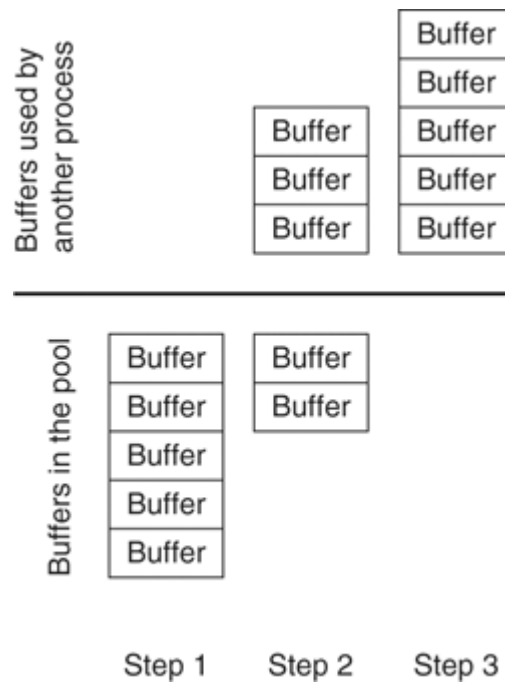 Buffers used by
another process
Buffer
Buffer
Buffer
Buffer
Buffer
Buffer
Buffer
Buffer
Buffers in the pool
Buffer
Buffer
Buffer
Buffer
Buffer
Buffer
Buffer
Step 1
Step 2
Step 3